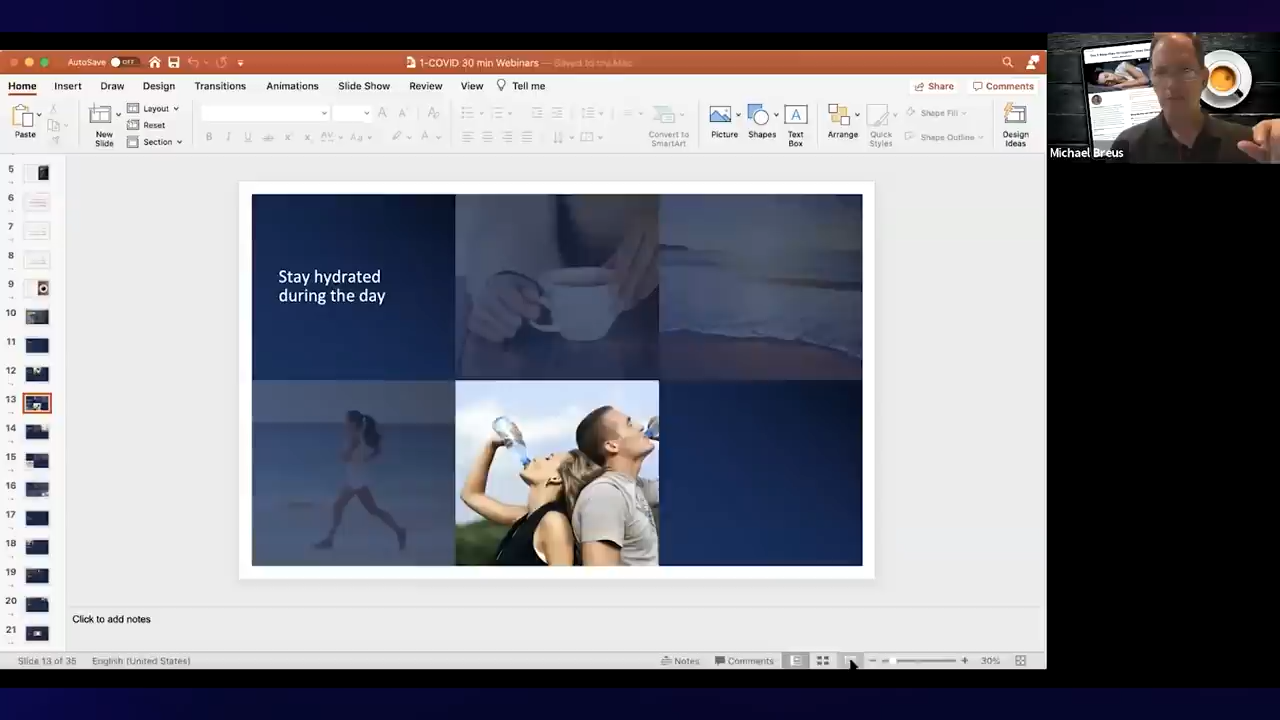 AutoSave OFF
1-COVID 30 min Webinars — Saved to my Mac
Home Insert Draw Design Transitions Animations Slide Show Review View Tell me
Share Comments
Paste
New
Slide
Layout
Reset
Section
Convert to
SmartArt
Picture
Shapes
Text
Box
Arrange
Quick
Styles
Shape Fill
Shape Outline
Design
Ideas
Michael Breus
5
6
7
8
9
10
11
12
13
14
15
16
17
18
19
20
21
Stay hydrated
during the day
Click to add notes
Slide 13 of 35 English (United States) Notes Comments 30%